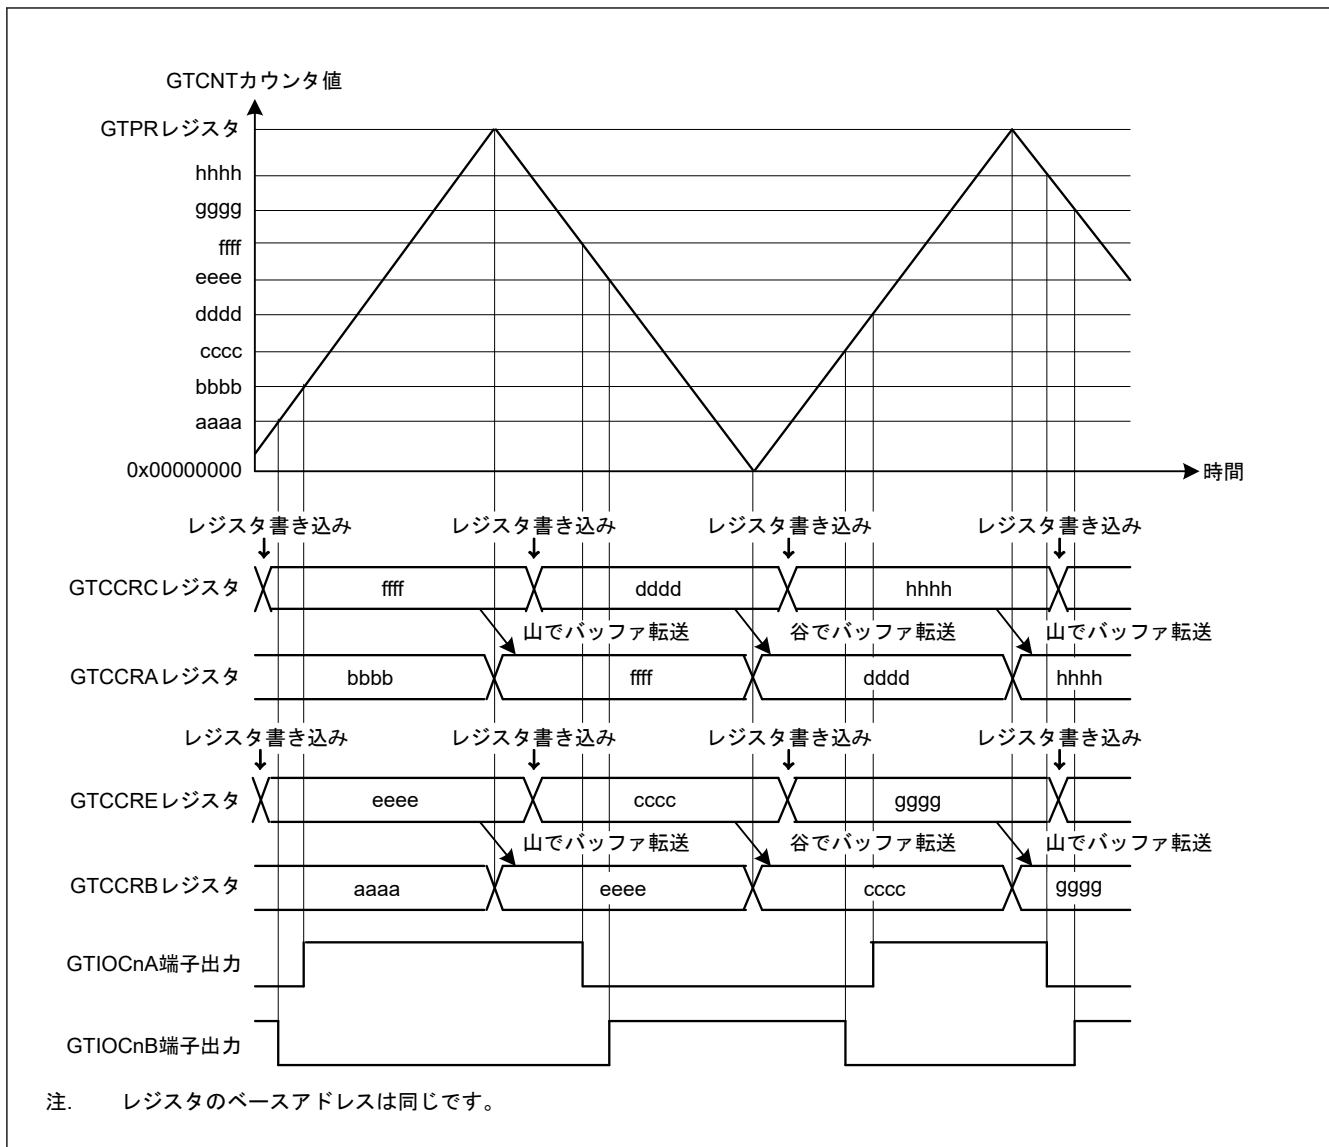 GTCNTカウンタ値
GTPRレジスタ
hhhh
gggg
ffff
eeee
dddd
cccc
bbbb
aaaa
0x00000000
時間
レジスタ書き込み レジスタ書き込み レジスタ書き込み レジスタ書き込み
GTCCRCレジスタ ffff dddd hhhh
山でバッファ転送 谷でバッファ転送 山でバッファ転送
GTCCRAレジスタ bbbb ffff dddd hhhh
レジスタ書き込み レジスタ書き込み レジスタ書き込み レジスタ書き込み
GTCCREレジスタ eeee cccc gggg
山でバッファ転送 谷でバッファ転送 山でバッファ転送
GTCCRBレジスタ aaaa eeee cccc gggg
GTIOCnA端子出力
GTIOCnB端子出力
注. レジスタのベースアドレスは同じです。